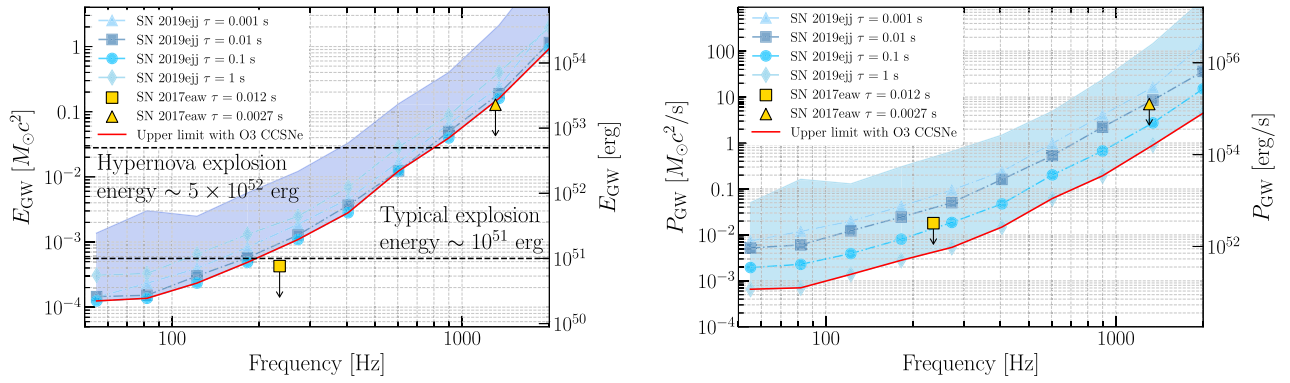 SN 2019ejj τ = 0.001 s
SN 2019ejj τ = 0.01 s
SN 2019ejj τ = 0.1 s
SN 2019ejj τ = 1 s
SN 2017eaw τ = 0.012 s
SN 2017eaw τ = 0.0027 s
Upper limit with O3 CCSNe
Hypernova explosion
energy ∼ 5 × 10^52 erg
Typical explosion
energy ∼ 10^51 erg
E_GW [M_⊙c^2]
1
0.1
10^−2
10^−3
10^−4
100
1000
Frequency [Hz]
10^54
10^53
10^52
10^51
10^50
E_GW [erg]
SN 2019ejj τ = 0.001 s
SN 2019ejj τ = 0.01 s
SN 2019ejj τ = 0.1 s
SN 2019ejj τ = 1 s
SN 2017eaw τ = 0.012 s
SN 2017eaw τ = 0.0027 s
Upper limit with O3 CCSNe
P_GW [M_⊙c^2/s]
100
10
1
0.1
10^−2
10^−3
10^−4
100
1000
Frequency [Hz]
10^56
10^54
10^52
P_GW [erg/s]